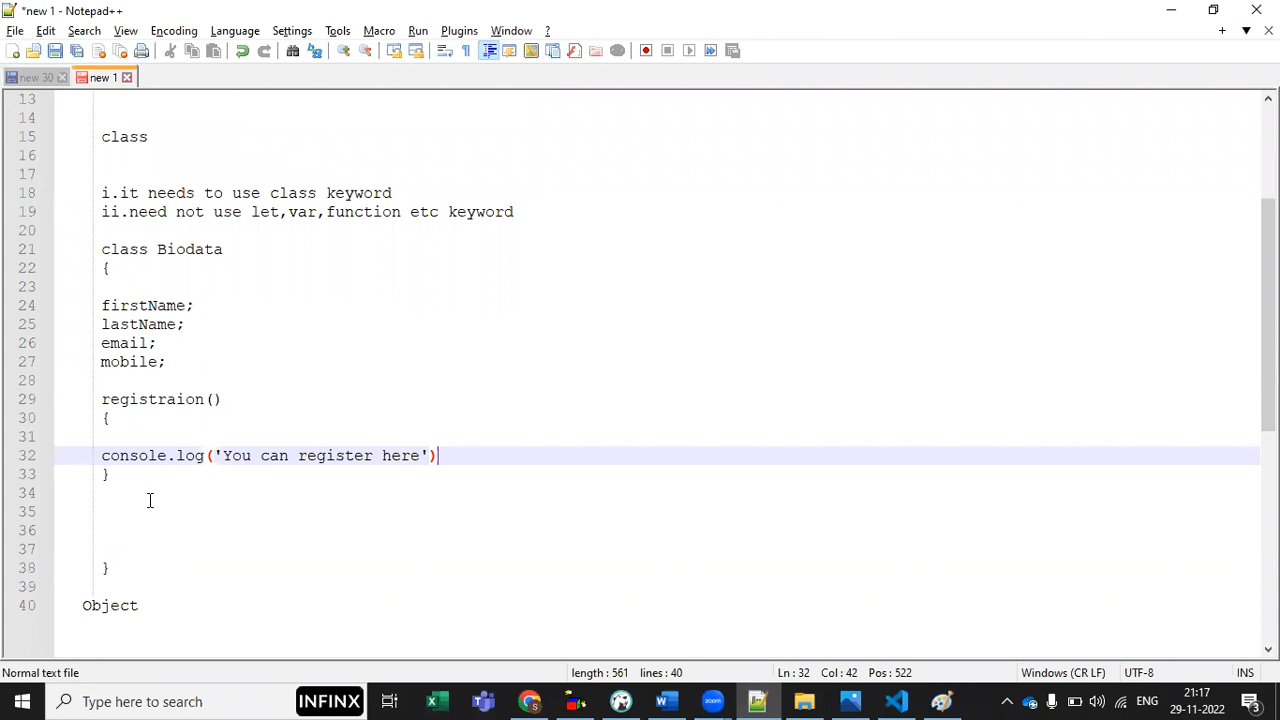 *new 1 - Notepad++
File Edit Search View Encoding Language Settings Tools Macro Run Plugins Window ?
new 30 new 1
13
14
15 class
16
17
18 i.it needs to use class keyword
19 ii.need not use let,var,function etc keyword
20
21 class Biodata
22 {
23
24 firstName;
25 lastName;
26 email;
27 mobile;
28
29 registraion()
30 {
31
32 console.log('You can register here')
33 }
34
35
36
37
38 }
39
40 Object
Normal text file length : 561 lines : 40 Ln : 32 Col : 42 Pos : 522 Windows (CR LF) UTF-8 INS
Type here to search INFINX ENG 21:17
29-11-2022 3